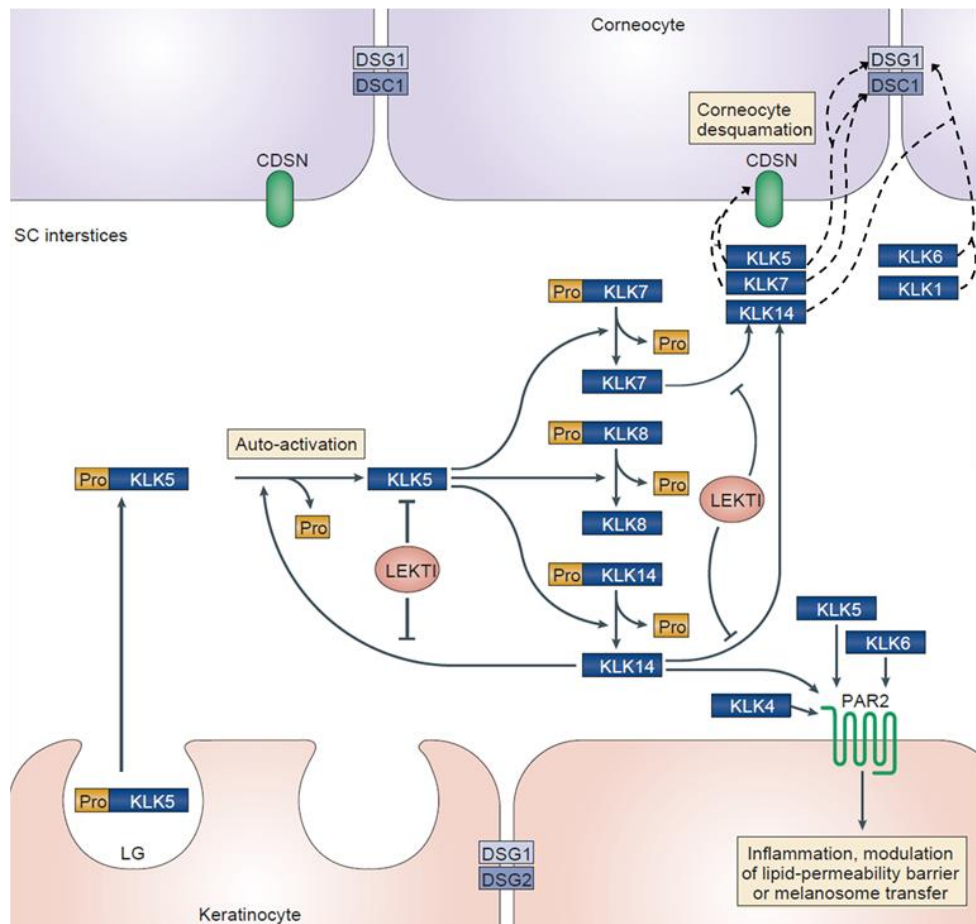 Corneocyte
DSG1
DSC1
DSG1
DSC1
Corneocyte
desquamation
CDSN
CDSN
SC interstices
KLK5
KLK7
KLK14
KLK6
KLK1
Pro KLK7
Pro
KLK7
Auto-activation
Pro KLK8
Pro KLK5
KLK5
Pro
Pro
KLK8
LEKTI
LEKTI
Pro KLK14
Pro
KLK14
KLK5
KLK6
KLK4
PAR2
Pro KLK5
LG
DSG1
DSG2
Keratinocyte
Inflammation, modulation
of lipid-permeability barrier
or melanosome transfer